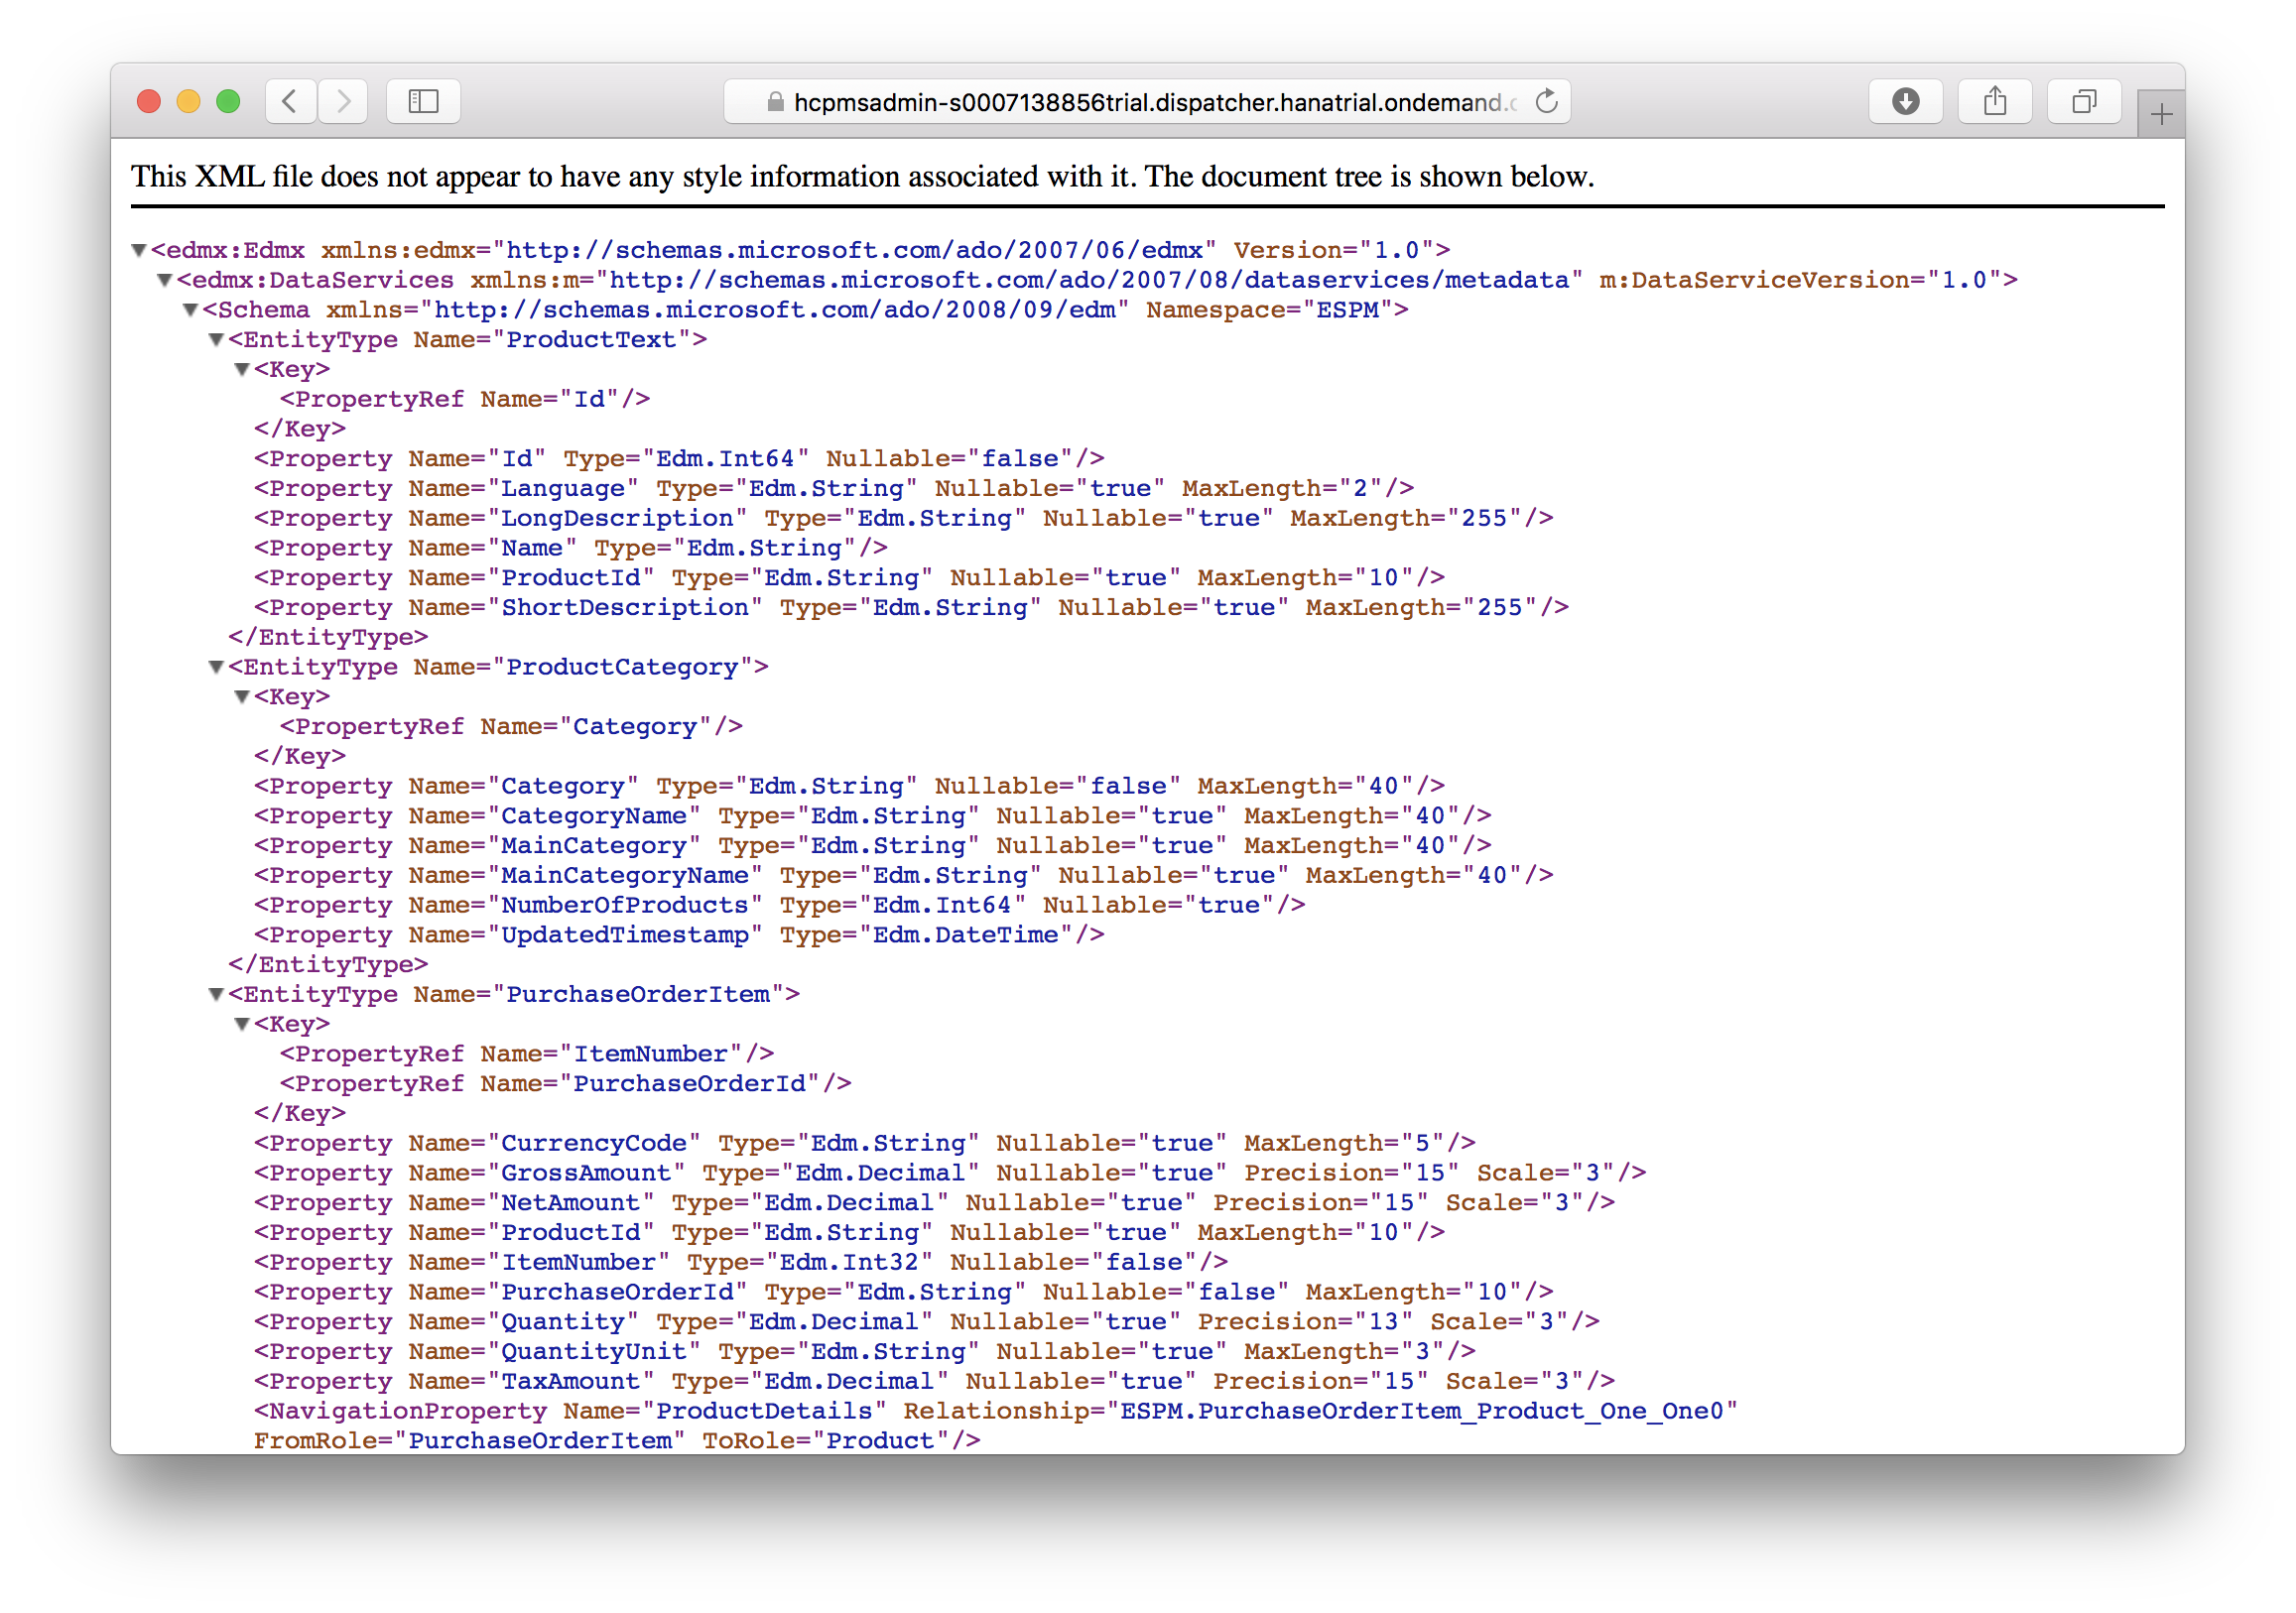 hcpmsadmin-s0007138856trial.dispatcher.hanatrial.ondemand.
This XML file does not appear to have any style information associated with it. The document tree is shown below.
<edmx:Edmx xmlns:edmx="http://schemas.microsoft.com/ado/2007/06/edmx" Version="1.0">
<edmx:DataServices xmlns:m="http://schemas.microsoft.com/ado/2007/08/dataservices/metadata" m:DataServiceVersion="1.0">
<Schema xmlns="http://schemas.microsoft.com/ado/2008/09/edm" Namespace="ESPM">
<EntityType Name="ProductText">
<Key>
<PropertyRef Name="Id"/>
</Key>
<Property Name="Id" Type="Edm.Int64" Nullable="false"/>
<Property Name="Language" Type="Edm.String" Nullable="true" MaxLength="2"/>
<Property Name="LongDescription" Type="Edm.String" Nullable="true" MaxLength="255"/>
<Property Name="Name" Type="Edm.String"/>
<Property Name="ProductId" Type="Edm.String" Nullable="true" MaxLength="10"/>
<Property Name="ShortDescription" Type="Edm.String" Nullable="true" MaxLength="255"/>
</EntityType>
<EntityType Name="ProductCategory">
<Key>
<PropertyRef Name="Category"/>
</Key>
<Property Name="Category" Type="Edm.String" Nullable="false" MaxLength="40"/>
<Property Name="CategoryName" Type="Edm.String" Nullable="true" MaxLength="40"/>
<Property Name="MainCategory" Type="Edm.String" Nullable="true" MaxLength="40"/>
<Property Name="MainCategoryName" Type="Edm.String" Nullable="true" MaxLength="40"/>
<Property Name="NumberOfProducts" Type="Edm.Int64" Nullable="true"/>
<Property Name="UpdatedTimestamp" Type="Edm.DateTime"/>
</EntityType>
<EntityType Name="PurchaseOrderItem">
<Key>
<PropertyRef Name="ItemNumber"/>
<PropertyRef Name="PurchaseOrderId"/>
</Key>
<Property Name="CurrencyCode" Type="Edm.String" Nullable="true" MaxLength="5"/>
<Property Name="GrossAmount" Type="Edm.Decimal" Nullable="true" Precision="15" Scale="3"/>
<Property Name="NetAmount" Type="Edm.Decimal" Nullable="true" Precision="15" Scale="3"/>
<Property Name="ProductId" Type="Edm.String" Nullable="true" MaxLength="10"/>
<Property Name="ItemNumber" Type="Edm.Int32" Nullable="false"/>
<Property Name="PurchaseOrderId" Type="Edm.String" Nullable="false" MaxLength="10"/>
<Property Name="Quantity" Type="Edm.Decimal" Nullable="true" Precision="13" Scale="3"/>
<Property Name="QuantityUnit" Type="Edm.String" Nullable="true" MaxLength="3"/>
<Property Name="TaxAmount" Type="Edm.Decimal" Nullable="true" Precision="15" Scale="3"/>
<NavigationProperty Name="ProductDetails" Relationship="ESPM.PurchaseOrderItem_Product_One_One0"
FromRole="PurchaseOrderItem" ToRole="Product"/>